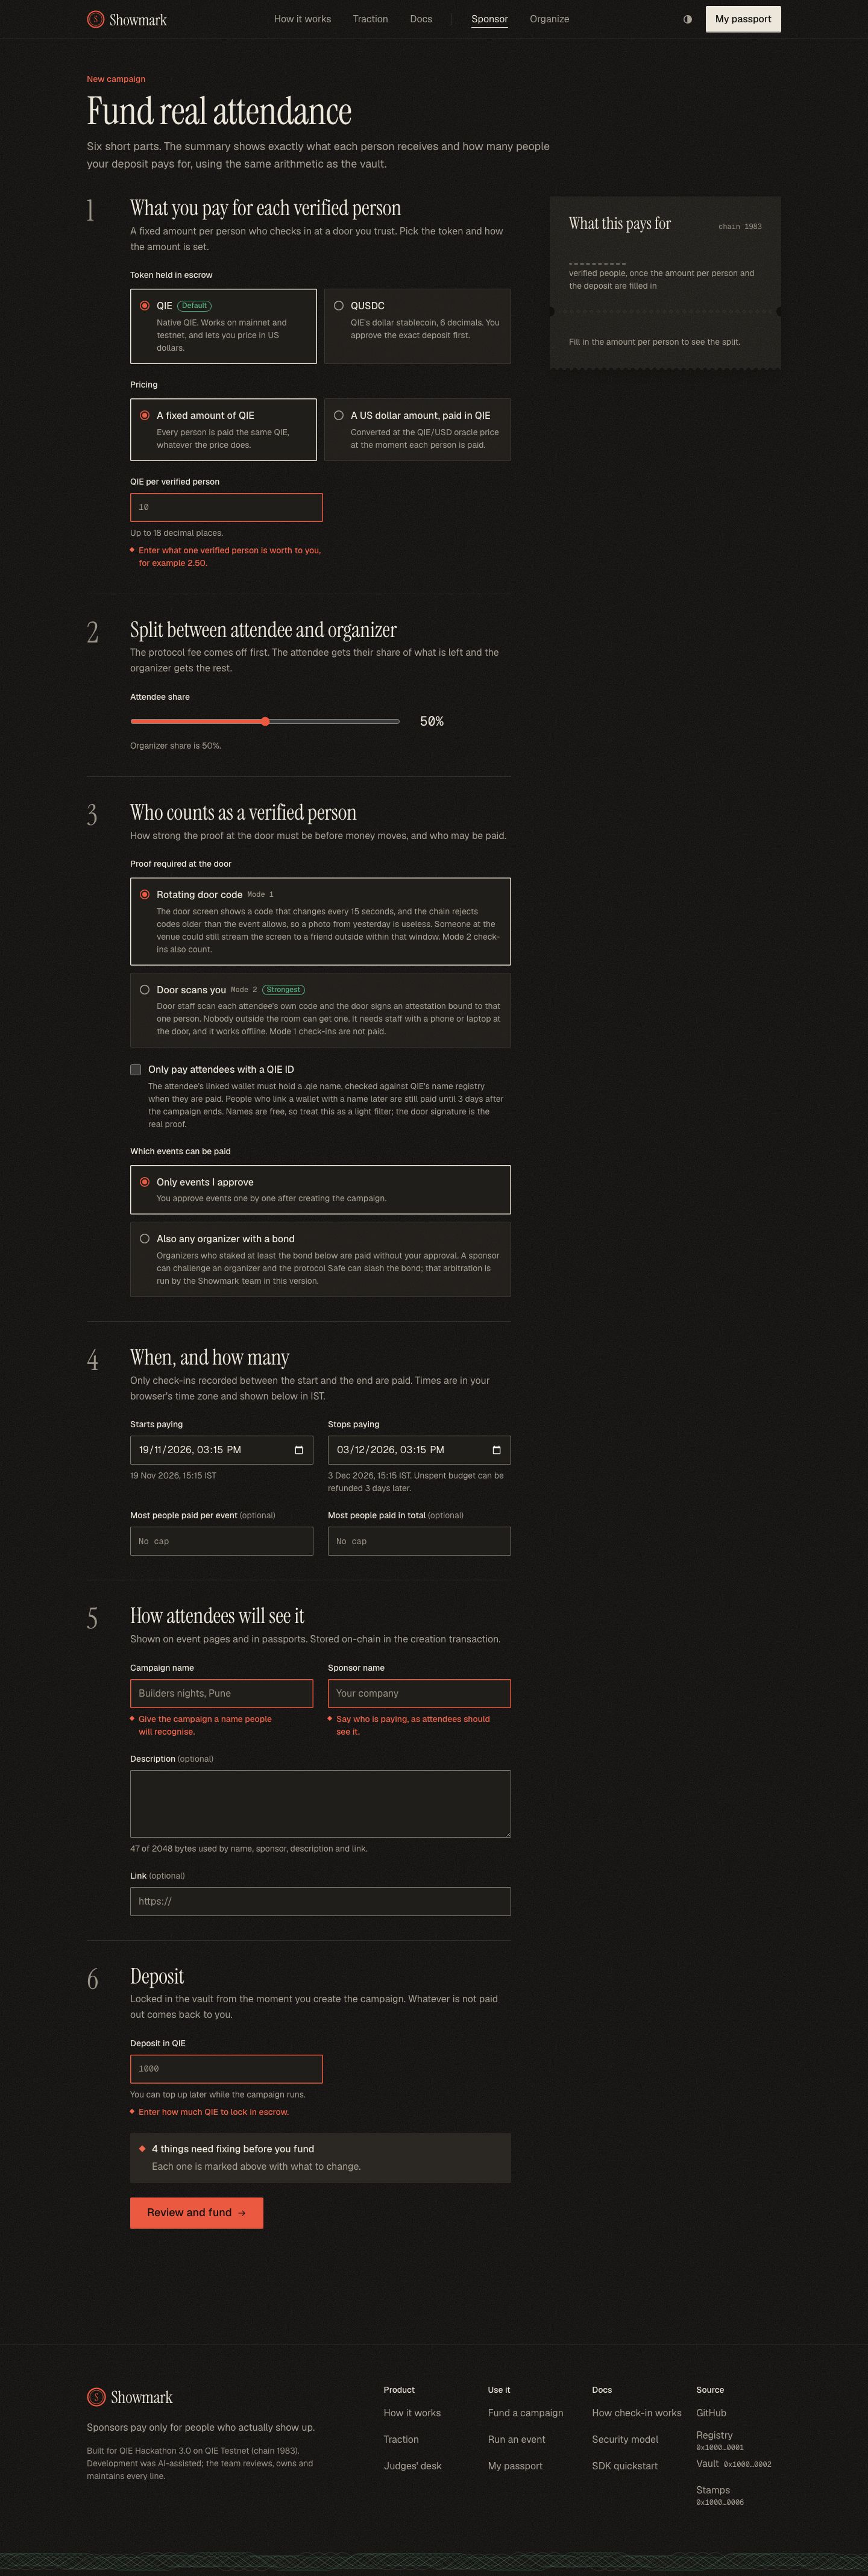 Showmark
How it works
Traction
Docs
Sponsor
Organize
My passport
New campaign
Fund real attendance
Six short parts. The summary shows exactly what each person receives and how many people
your deposit pays for, using the same arithmetic as the vault.
1
What you pay for each verified person
A fixed amount per person who checks in at a door you trust. Pick the token and how
the amount is set.
Token held in escrow
QIE Default
Native QIE. Works on mainnet and
testnet, and lets you price in US
dollars.
QUSDC
QIE's dollar stablecoin, 6 decimals. You
approve the exact deposit first.
Pricing
A fixed amount of QIE
Every person is paid the same QIE,
whatever the price does.
A US dollar amount, paid in QIE
Converted at the QIE/USD oracle price
at the moment each person is paid.
QIE per verified person
10
Up to 18 decimal places.
Enter what one verified person is worth to you,
for example 2.50.
What this pays for
chain 1983
verified people, once the amount per person and
the deposit are filled in
Fill in the amount per person to see the split.
2
Split between attendee and organizer
The protocol fee comes off first. The attendee gets their share of what is left and the
organizer gets the rest.
Attendee share
50%
Organizer share is 50%.
3
Who counts as a verified person
How strong the proof at the door must be before money moves, and who may be paid.
Proof required at the door
Rotating door code Mode 1
The door screen shows a code that changes every 15 seconds, and the chain rejects
codes older than the event allows, so a photo from yesterday is useless. Someone at the
venue could still stream the screen to a friend outside within that window. Mode 2 check-
ins also count.
Door scans you Mode 2 Strongest
Door staff scan each attendee's own code and the door signs an attestation bound to that
one person. Nobody outside the room can get one. It needs staff with a phone or laptop at
the door, and it works offline. Mode 1 check-ins are not paid.
Only pay attendees with a QIE ID
The attendee's linked wallet must hold a .qie name, checked against QIE's name registry
when they are paid. People who link a wallet with a name later are still paid until 3 days after
the campaign ends. Names are free, so treat this as a light filter; the door signature is the
real proof.
Which events can be paid
Only events I approve
You approve events one by one after creating the campaign.
Also any organizer with a bond
Organizers who staked at least the bond below are paid without your approval. A sponsor
can challenge an organizer and the protocol Safe can slash the bond; that arbitration is
run by the Showmark team in this version.
4
When, and how many
Only check-ins recorded between the start and the end are paid. Times are in your
browser's time zone and shown below in IST.
Starts paying
19/11/2026, 03:15 PM
19 Nov 2026, 15:15 IST
Stops paying
03/12/2026, 03:15 PM
3 Dec 2026, 15:15 IST. Unspent budget can be
refunded 3 days later.
Most people paid per event (optional)
No cap
Most people paid in total (optional)
No cap
5
How attendees will see it
Shown on event pages and in passports. Stored on-chain in the creation transaction.
Campaign name
Builders nights, Pune
Give the campaign a name people
will recognise.
Sponsor name
Your company
Say who is paying, as attendees should
see it.
Description (optional)
47 of 2048 bytes used by name, sponsor, description and link.
Link (optional)
https://
6
Deposit
Locked in the vault from the moment you create the campaign. Whatever is not paid
out comes back to you.
Deposit in QIE
1000
You can top up later while the campaign runs.
Enter how much QIE to lock in escrow.
4 things need fixing before you fund
Each one is marked above with what to change.
Review and fund →
Showmark
Sponsors pay only for people who actually show up.
Built for QIE Hackathon 3.0 on QIE Testnet (chain 1983).
Development was AI-assisted; the team reviews, owns and
maintains every line.
Product
How it works
Traction
Judges' desk
Use it
Fund a campaign
Run an event
My passport
Docs
How check-in works
Security model
SDK quickstart
Source
GitHub
Registry
0x1000…0001
Vault 0x1000…0002
Stamps
0x1000…0006